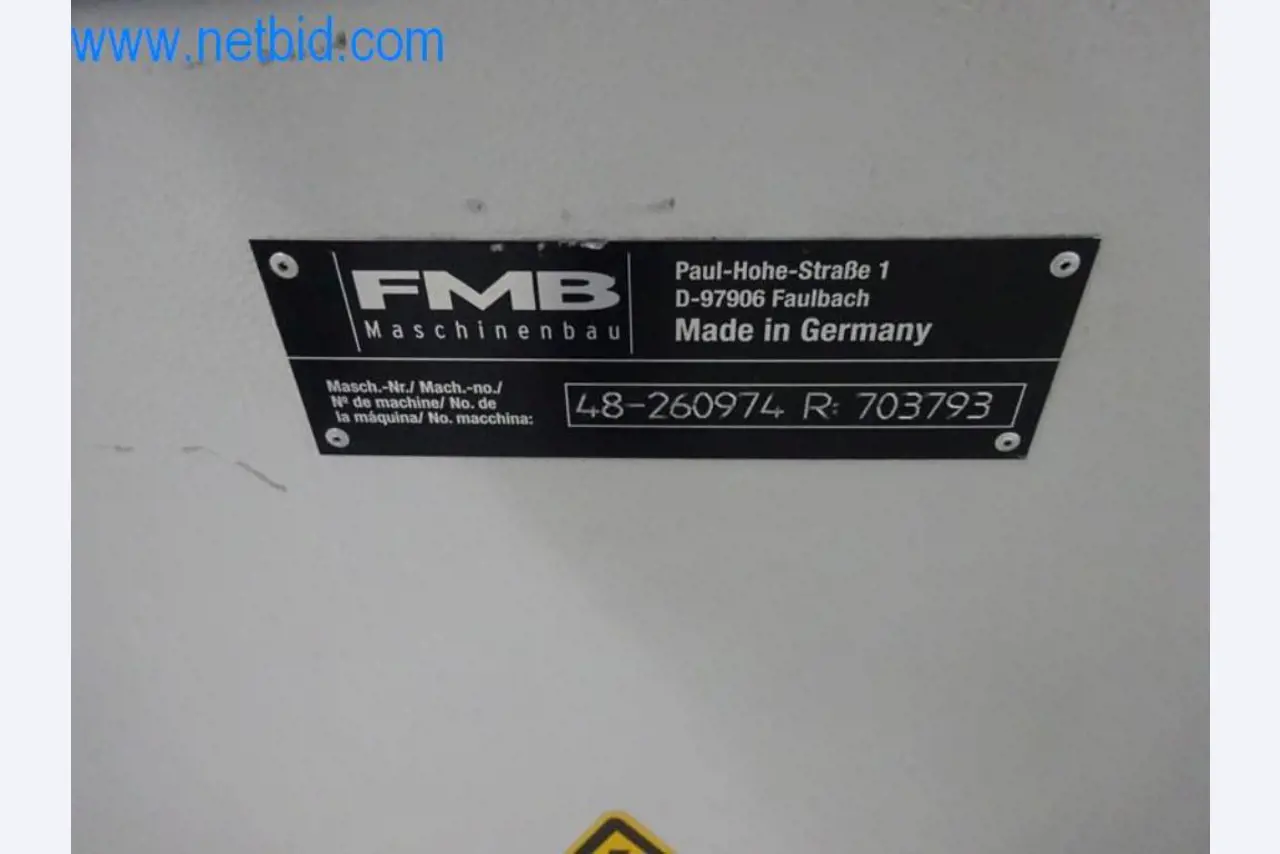 www.netbid.com
FMB
Maschinenbau
Paul-Hohe-Straße 1
D-97906 Faulbach
Made in Germany
Masch.-Nr./ Mach.-no./
Nº de machine/ No. de
la máquina/ No. macchina:
48-260974 R: 703793